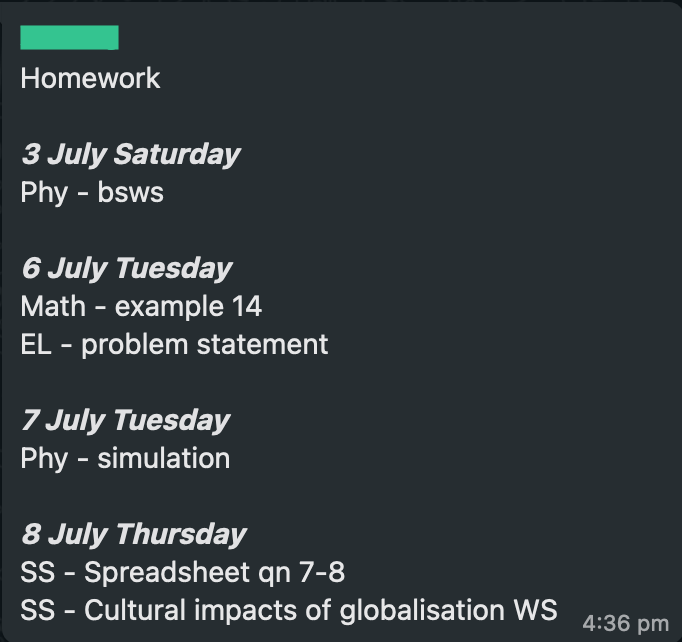 Homework
3 July Saturday
Phy - bsws
6 July Tuesday
Math - example 14
EL - problem statement
7 July Tuesday
Phy - simulation
8 July Thursday
SS - Spreadsheet qn 7-8
SS - Cultural impacts of globalisation WS
4:36 pm